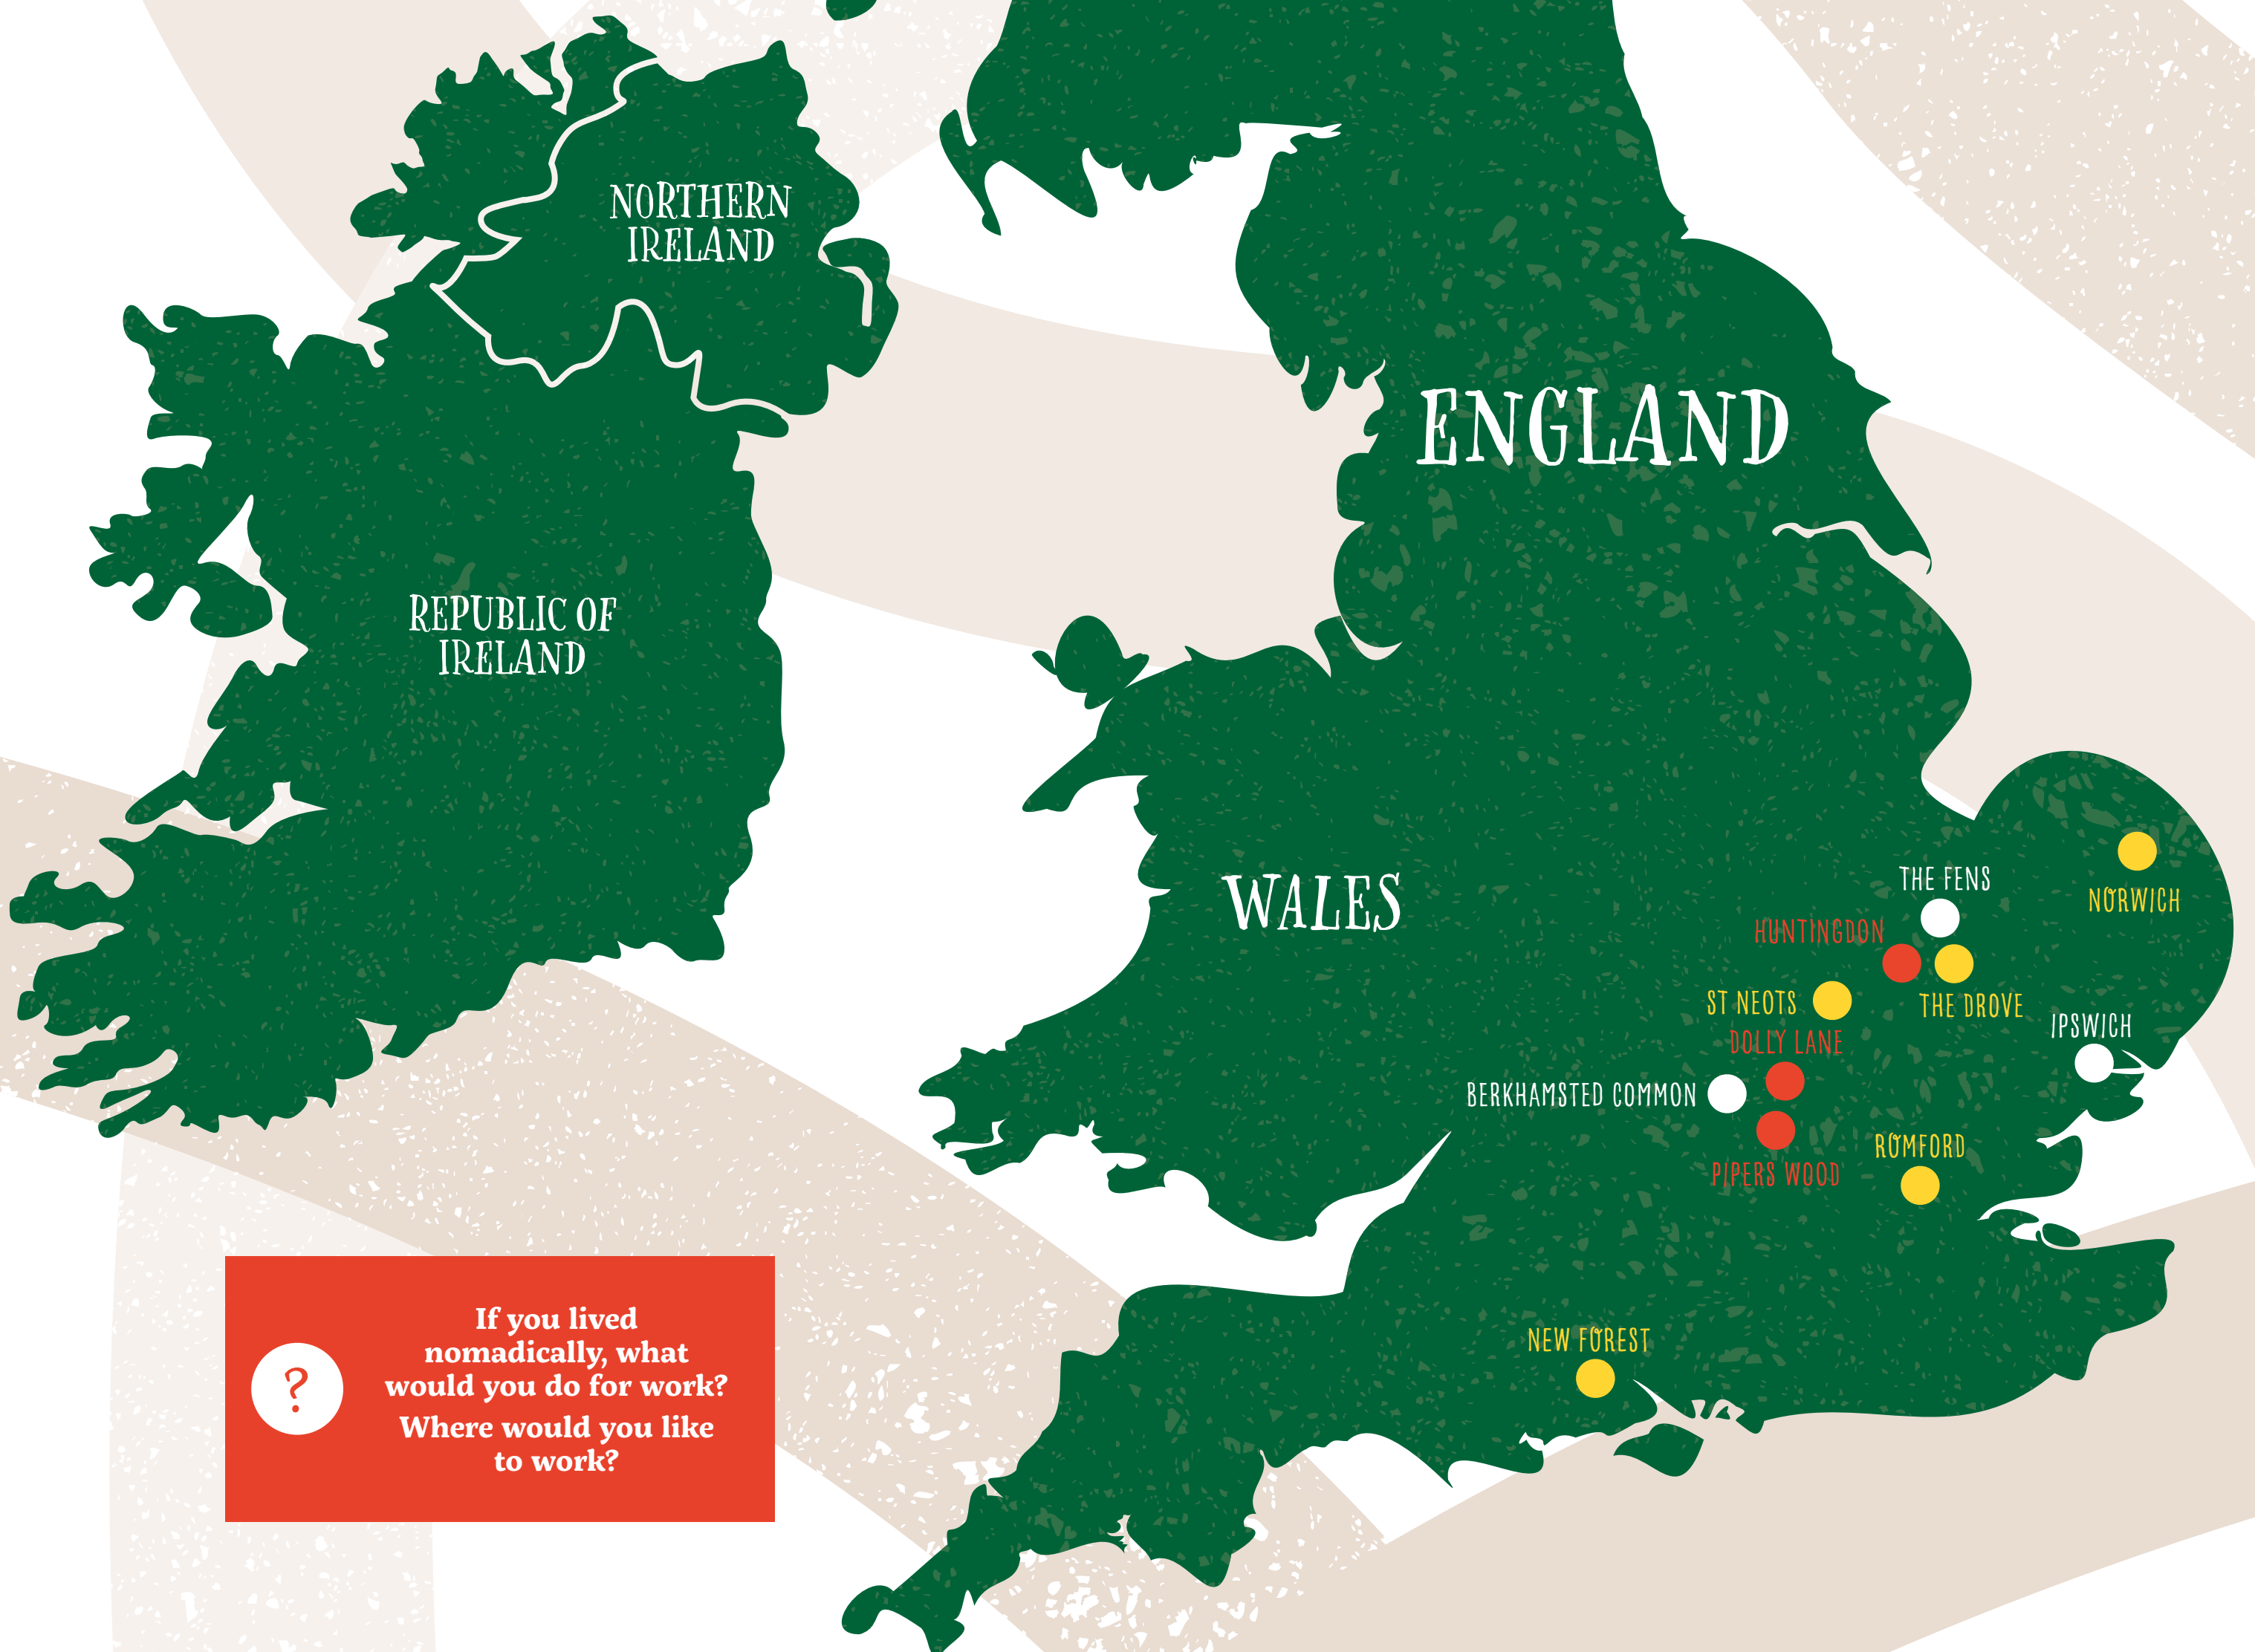 NORTHERN
IRELAND
ENGLAND
REPUBLIC OF
IRELAND
WALES
THE FENS
NORWICH
HUNTINGDON
ST NEOTS
THE DROVE
IPSWICH
DOLLY LANE
BERKHAMSTED COMMON
ROMFORD
PIPERS WOOD
NEW FOREST
?
If you lived
nomadically, what
would you do for work?
Where would you like
to work?